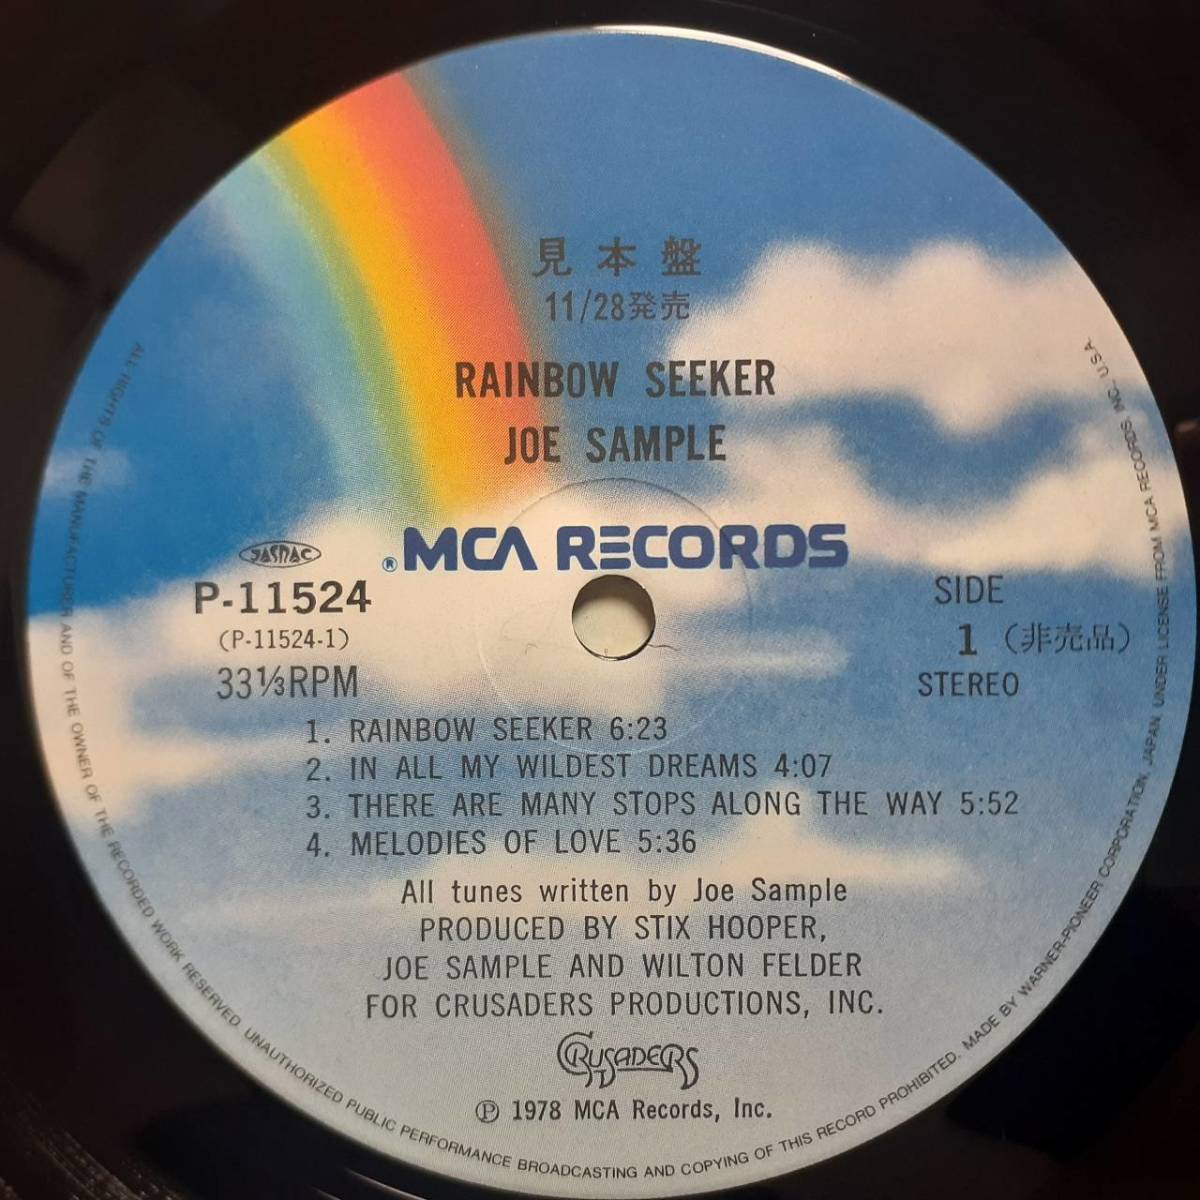 見本盤
11/28発売
RAINBOW SEEKER
JOE SAMPLE
® MCA RECORDS
JASRAC
P-11524
(P-11524-1)
33⅓RPM
SIDE
1 (非売品)
STEREO
1. RAINBOW SEEKER 6:23
2. IN ALL MY WILDEST DREAMS 4:07
3. THERE ARE MANY STOPS ALONG THE WAY 5:52
4. MELODIES OF LOVE 5:36
All tunes written by Joe Sample
PRODUCED BY STIX HOOPER,
JOE SAMPLE AND WILTON FELDER
FOR CRUSADERS PRODUCTIONS, INC.
CRUSADERS
Ⓟ 1978 MCA Records, Inc.
ALL RIGHTS OF THE MANUFACTURER AND OF THE OWNER OF THE RECORDED WORK RESERVED. UNAUTHORIZED PUBLIC PERFORMANCE BROADCASTING AND COPYING OF THIS RECORD PROHIBITED. MADE BY WARNER-PIONEER CORPORATION, JAPAN UNDER LICENSE FROM MCA RECORDS INC., U.S.A.